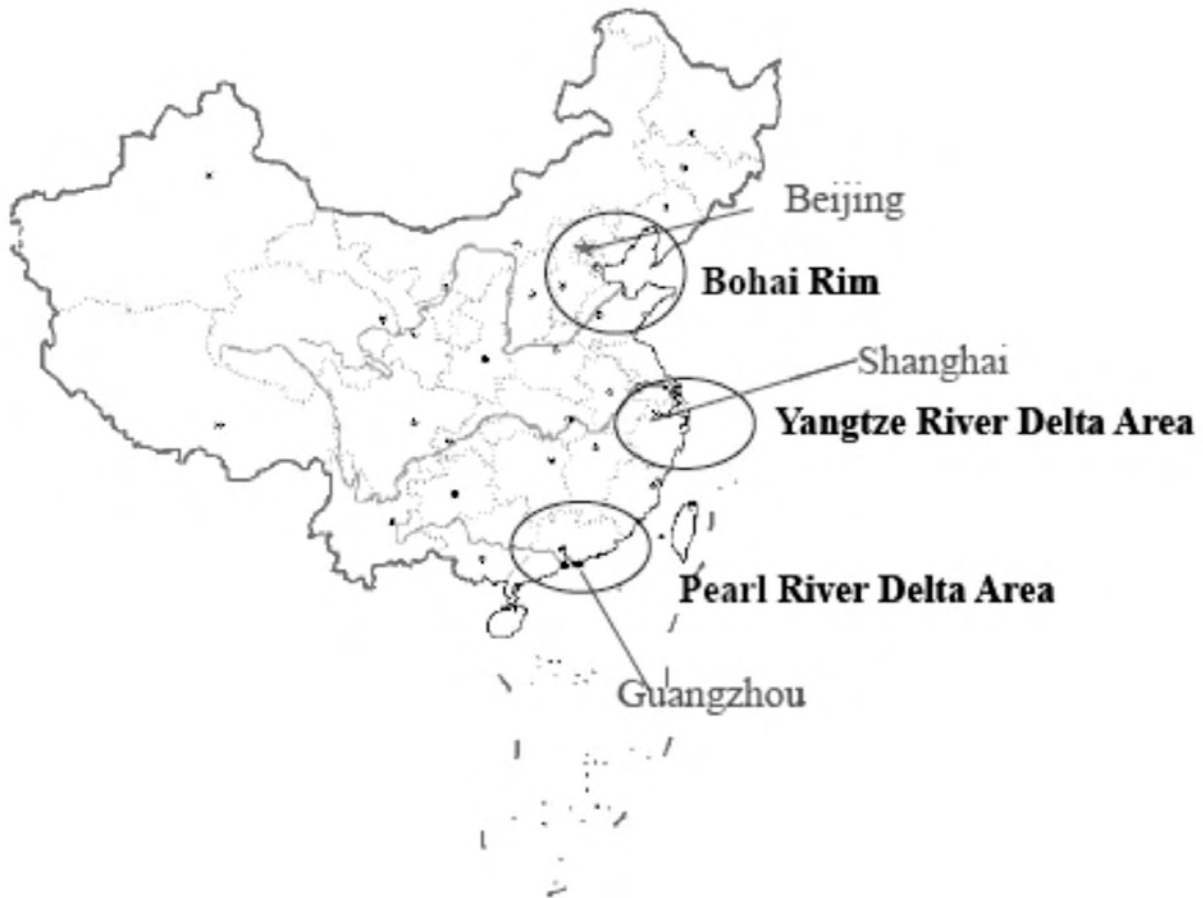 Beijing
Bohai Rim
Shanghai
Yangtze River Delta Area
Pearl River Delta Area
Guangzhou